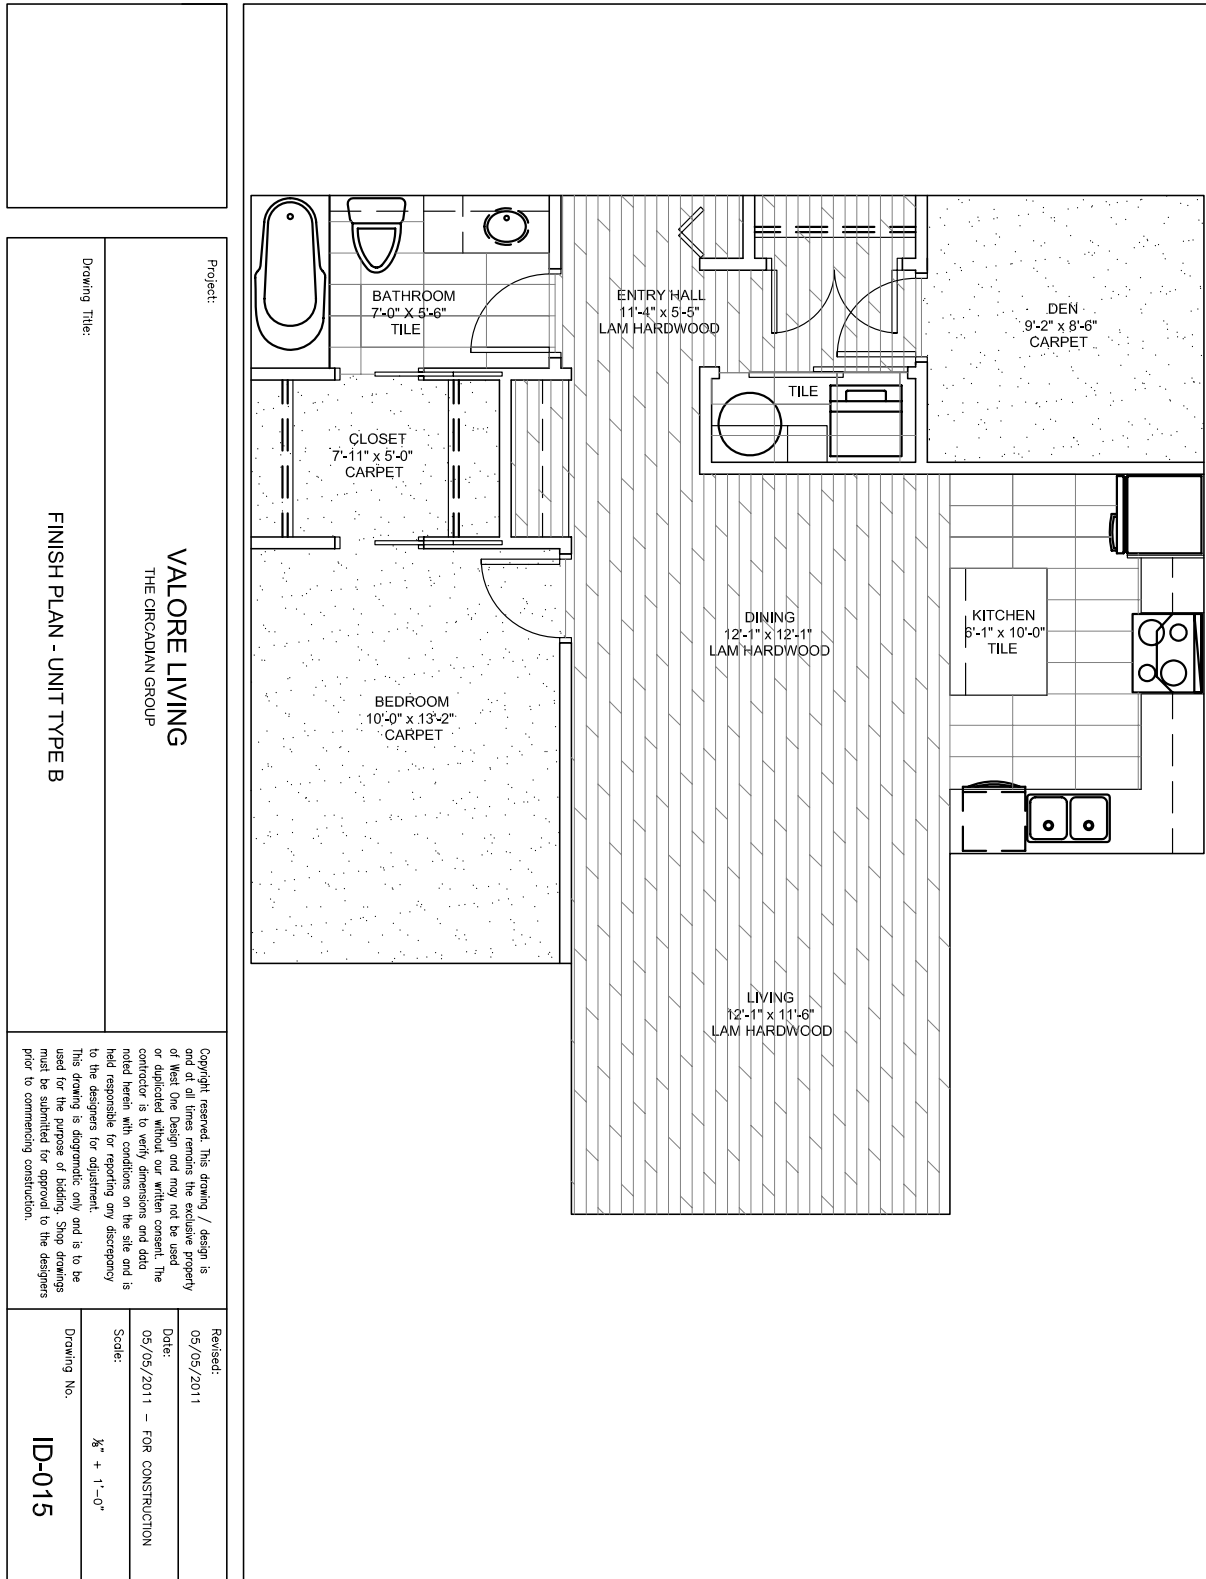 BATHROOM
7'-0" X 5'-6"
TILE
ENTRY HALL
11'-4" x 5'-5"
LAM HARDWOOD
DEN
9'-2" x 8'-6"
CARPET
TILE
CLOSET
7'-11" x 5'-0"
CARPET
DINING
12'-1" x 12'-1"
LAM HARDWOOD
KITCHEN
6'-1" x 10'-0"
TILE
BEDROOM
10'-0" x 13'-2"
CARPET
LIVING
12'-1" x 11'-6"
LAM HARDWOOD
Project:
VALORE LIVING
THE CIRCADIAN GROUP
Drawing Title:
FINISH PLAN - UNIT TYPE B
Copyright reserved. This drawing / design is
and at all times remains the exclusive property
of West One Design and may not be used
or duplicated without our written consent. The
contractor is to verify dimensions and data
noted herein with conditions on the site and is
held responsible for reporting any discrepancy
to the designers for adjustment.
This drawing is diagramatic only and is to be
used for the purpose of bidding. Shop drawings
must be submitted for approval to the designers
prior to commencing construction.
Revised:
05/05/2011
Date:
05/05/2011 - FOR CONSTRUCTION
Scale:
⅛" + 1'-0"
Drawing No.
ID-015